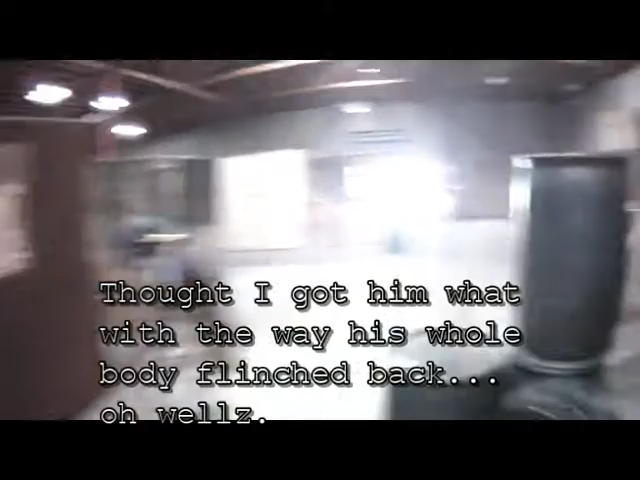 Thought I got him what
with the way his whole
body flinched back...
oh wellz.